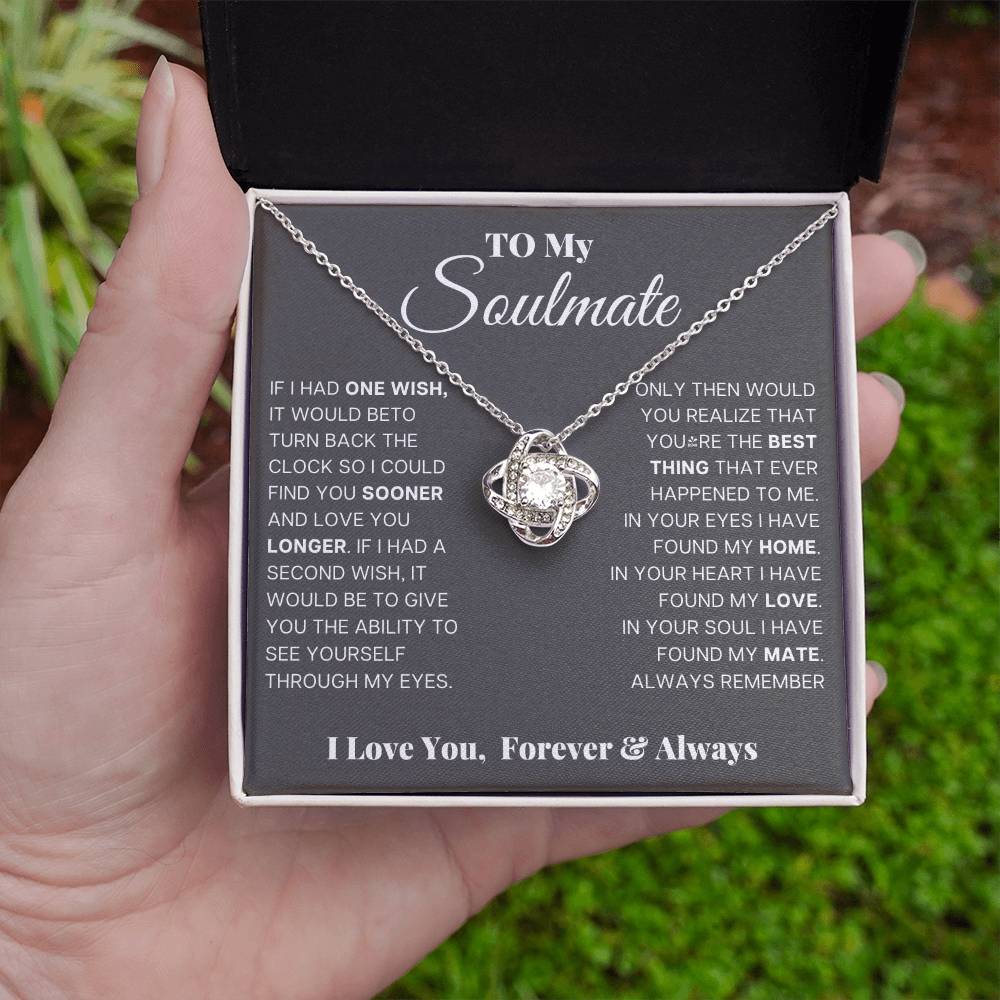 TO My
Soulmate
IF I HAD ONE WISH,
IT WOULD BETO
TURN BACK THE
CLOCK SO I COULD
FIND YOU SOONER
AND LOVE YOU
LONGER. IF I HAD A
SECOND WISH, IT
WOULD BE TO GIVE
YOU THE ABILITY TO
SEE YOURSELF
THROUGH MY EYES.
ONLY THEN WOULD
YOU REALIZE THAT
YOU※RE THE BEST
THING THAT EVER
HAPPENED TO ME.
IN YOUR EYES I HAVE
FOUND MY HOME.
IN YOUR HEART I HAVE
FOUND MY LOVE.
IN YOUR SOUL I HAVE
FOUND MY MATE.
ALWAYS REMEMBER
I Love You, Forever & Always